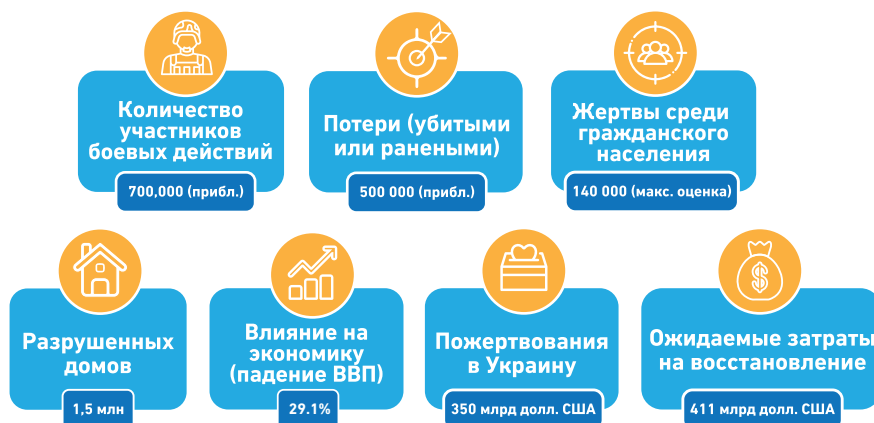 Количество
участников
боевых действий
700,000 (прибл.)
Потери (убитыми
или ранеными)
500 000 (прибл.)
Жертвы среди
гражданского
населения
140 000 (макс. оценка)
Разрушенных
домов
1,5 млн
Влияние на
экономику
(падение ВВП)
29.1%
Пожертвования
в Украину
350 млрд долл. США
Ожидаемые затраты
на восстановление
411 млрд долл. США